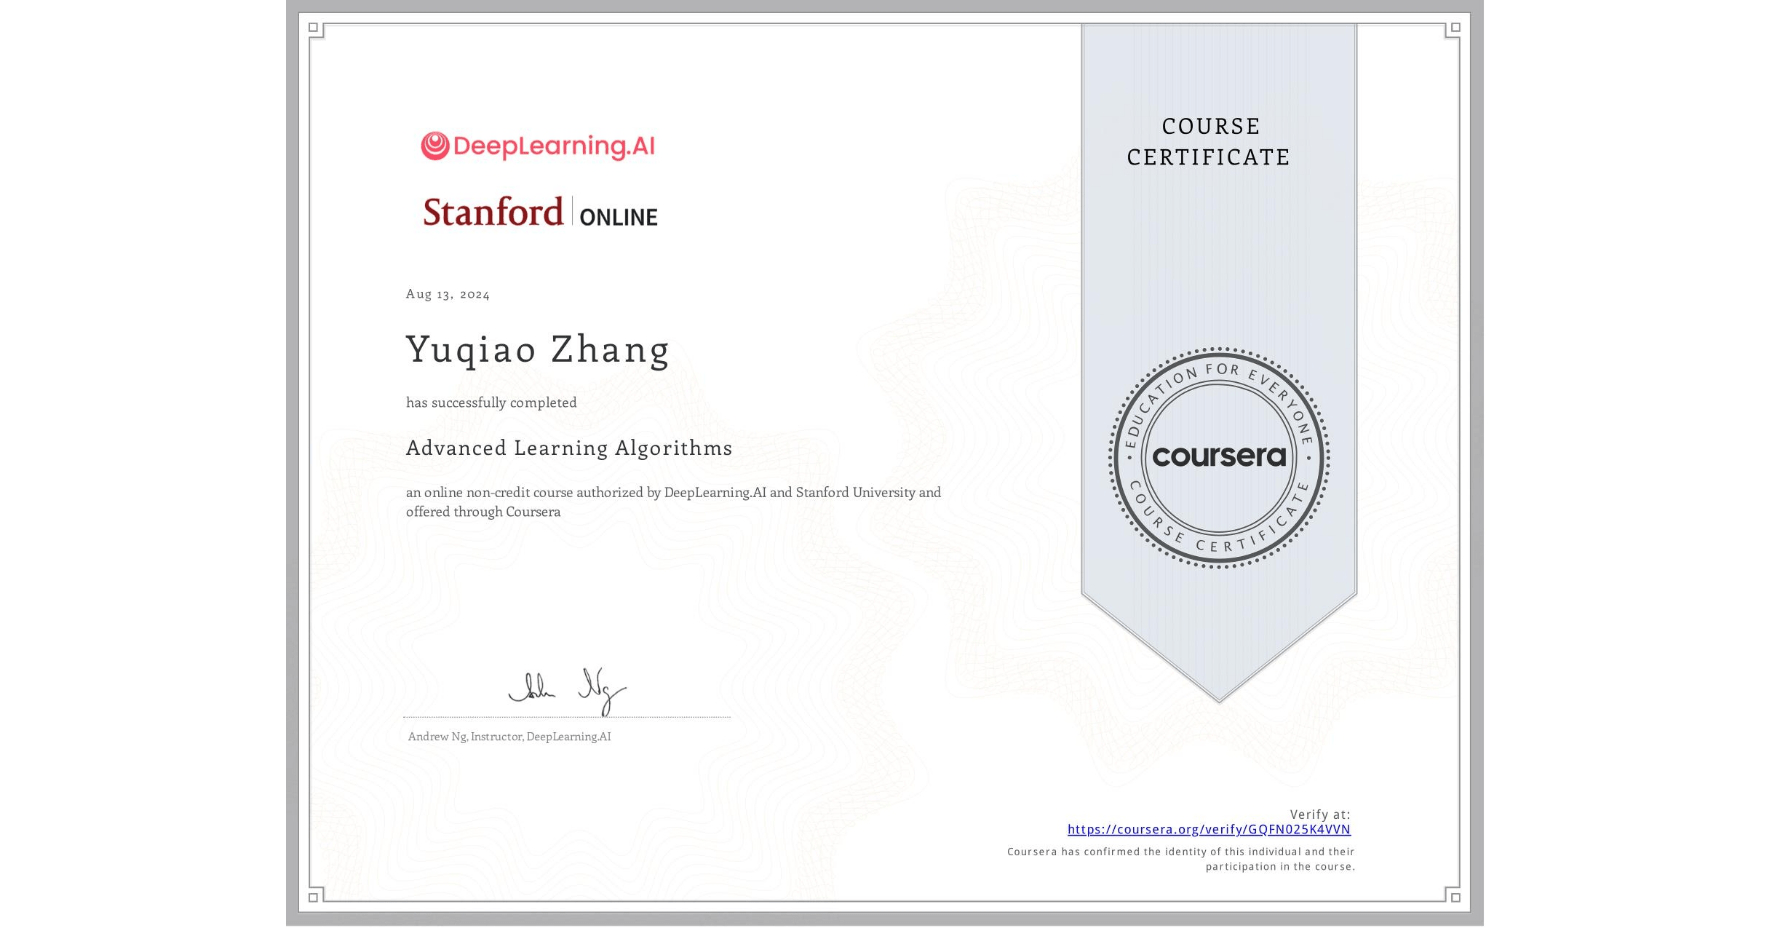 DeepLearning.AI
Stanford ONLINE
Aug 13, 2024
Yuqiao Zhang
has successfully completed
Advanced Learning Algorithms
an online non-credit course authorized by DeepLearning.AI and Stanford University and
offered through Coursera
Andrew Ng, Instructor, DeepLearning.AI
COURSE
CERTIFICATE
EDUCATION FOR EVERYONE
coursera
COURSE CERTIFICATE
Verify at:
https://coursera.org/verify/GQFN025K4VVN
Coursera has confirmed the identity of this individual and their
participation in the course.